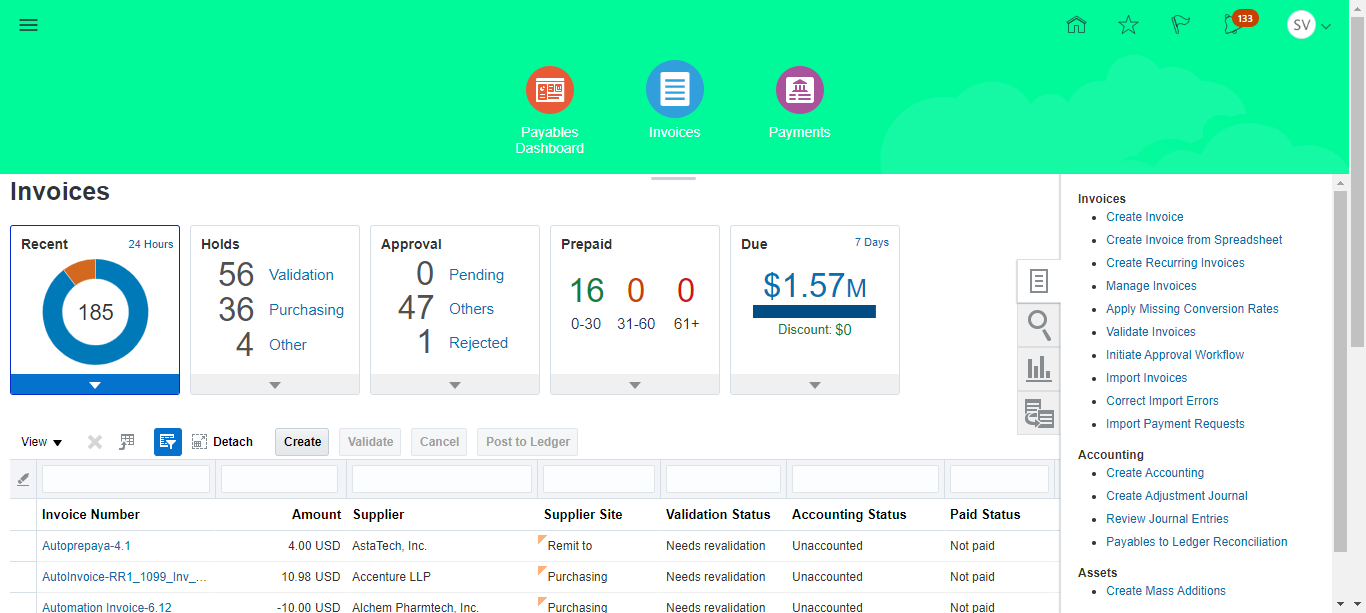 133
SV
Payables
Dashboard
Invoices
Payments
Invoices
Recent
24 Hours
185
Holds
56 Validation
36 Purchasing
4 Other
Approval
0 Pending
47 Others
1 Rejected
Prepaid
16 0 0
0-30 31-60 61+
Due
7 Days
$1.57M
Discount: $0
View
Detach
Create
Validate
Cancel
Post to Ledger
Invoice Number Amount Supplier Supplier Site Validation Status Accounting Status Paid Status
Autoprepaya-4.1 4.00 USD AstaTech, Inc. Remit to Needs revalidation Unaccounted Not paid
AutoInvoice-RR1_1099_Inv_... 10.98 USD Accenture LLP Purchasing Needs revalidation Unaccounted Not paid
Automation Invoice-6.12 -10.00 USD Alchem Pharmtech, Inc. Purchasing Needs revalidation Unaccounted Not paid
Invoices
Create Invoice
Create Invoice from Spreadsheet
Create Recurring Invoices
Manage Invoices
Apply Missing Conversion Rates
Validate Invoices
Initiate Approval Workflow
Import Invoices
Correct Import Errors
Import Payment Requests
Accounting
Create Accounting
Create Adjustment Journal
Review Journal Entries
Payables to Ledger Reconciliation
Assets
Create Mass Additions